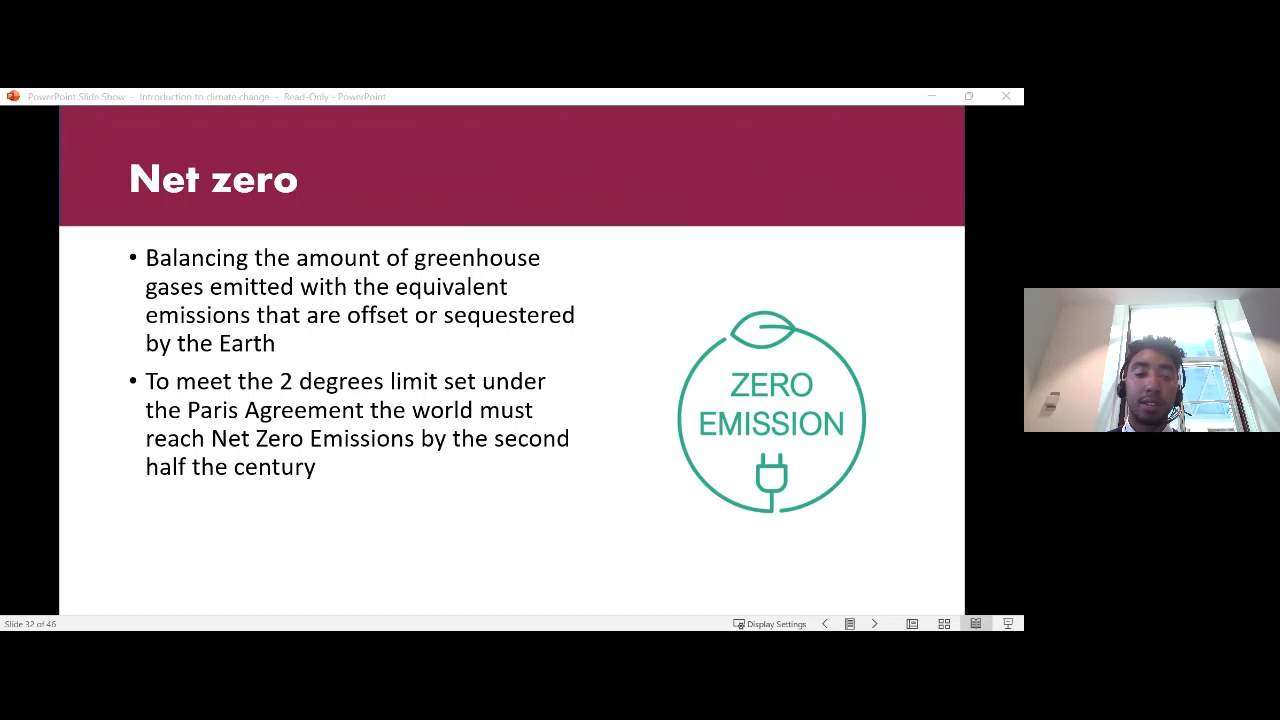 PowerPoint Slide Show - Introduction to climate change - Read-Only - PowerPoint
Net zero
• Balancing the amount of greenhouse
gases emitted with the equivalent
emissions that are offset or sequestered
by the Earth
• To meet the 2 degrees limit set under
the Paris Agreement the world must
reach Net Zero Emissions by the second
half the century
ZERO
EMISSION
Slide 32 of 46
Display Settings